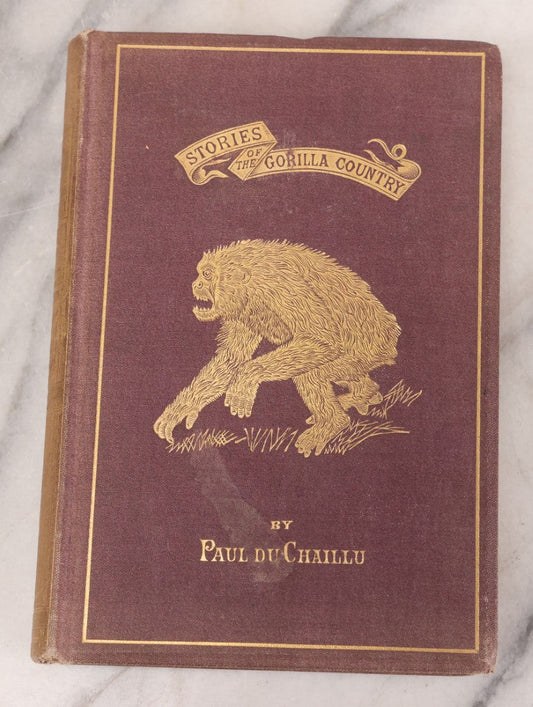 STORIES
OF
THE
GORILLA COUNTRY
BY
PAUL DU CHAILLU